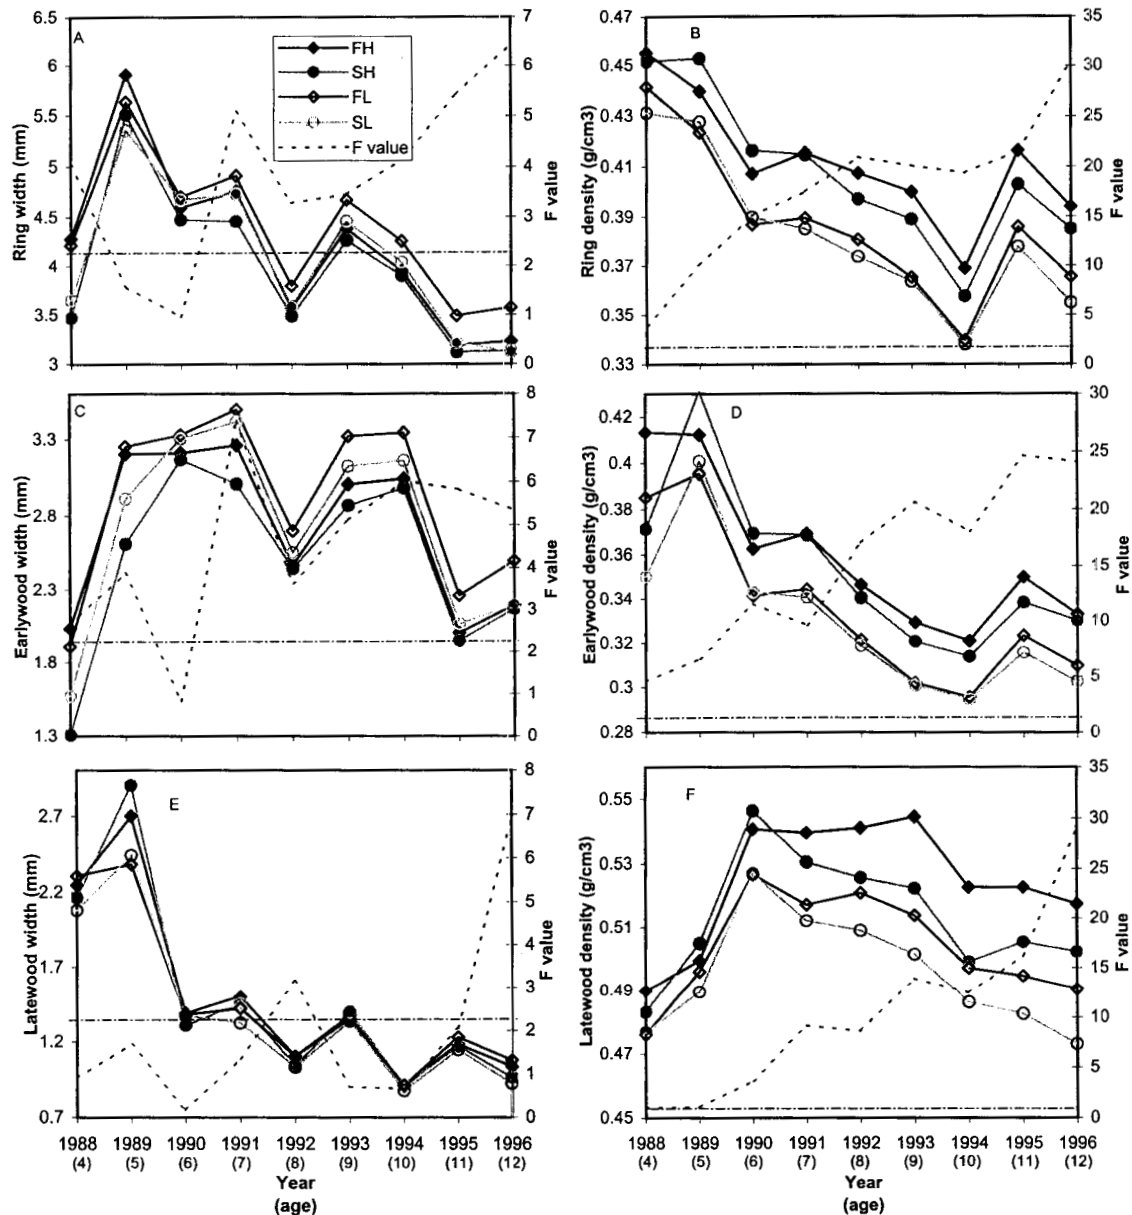 A
Ring width (mm)
6.5
6
5.5
5
4.5
4
3.5
3
FH
SH
FL
SL
F value
7
6
5
4
3
2
1
0
F value
B
Ring density (g/cm3)
0.47
0.45
0.43
0.41
0.39
0.37
0.35
0.33
35
30
25
20
15
10
5
0
F value
C
Earlywood width (mm)
3.3
2.8
2.3
1.8
1.3
8
7
6
5
4
3
2
1
0
F value
D
Earlywood density (g/cm3)
0.42
0.4
0.38
0.36
0.34
0.32
0.3
0.28
30
25
20
15
10
5
0
F value
E
Latewood width (mm)
2.7
2.2
1.7
1.2
0.7
8
7
6
5
4
3
2
1
0
F value
1988 1989 1990 1991 1992 1993 1994 1995 1996
(4) (5) (6) (7) (8) (9) (10) (11) (12)
Year
(age)
F
Latewood density (g/cm3)
0.55
0.53
0.51
0.49
0.47
0.45
35
30
25
20
15
10
5
0
F value
1988 1989 1990 1991 1992 1993 1994 1995 1996
(4) (5) (6) (7) (8) (9) (10) (11) (12)
Year
(age)